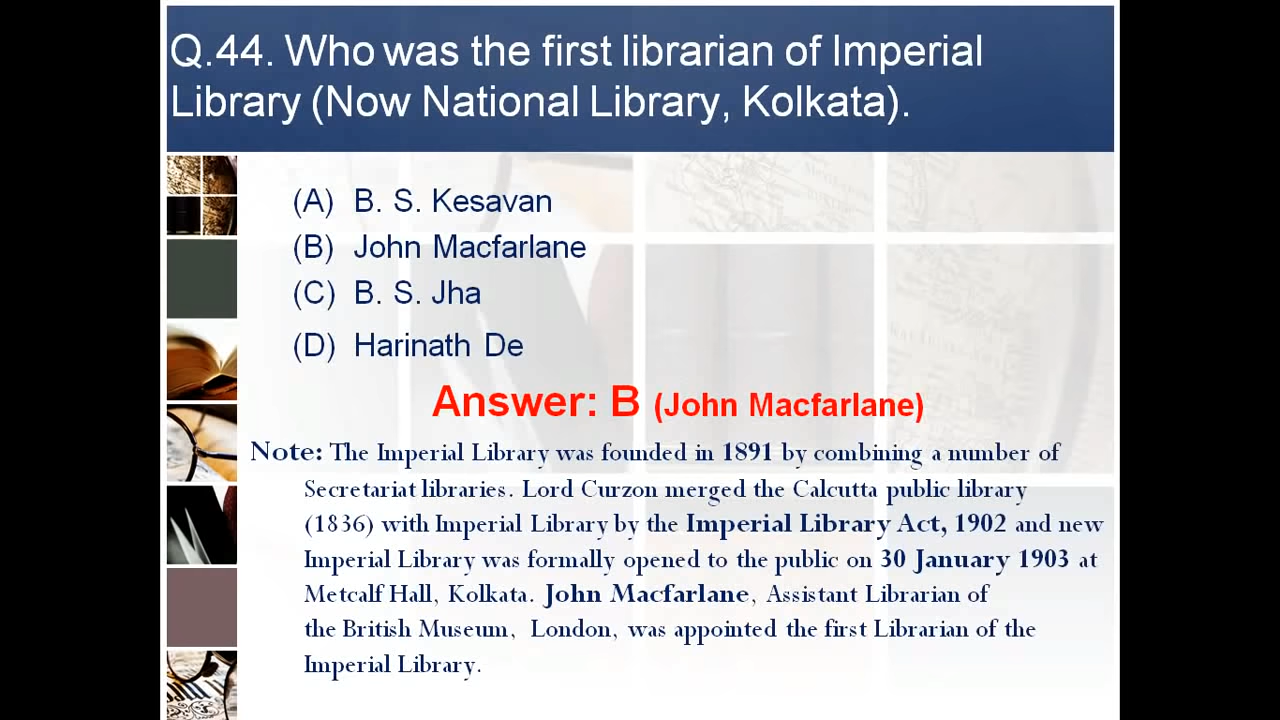 Q.44. Who was the first librarian of Imperial
Library (Now National Library, Kolkata).
(A) B. S. Kesavan
(B) John Macfarlane
(C) B. S. Jha
(D) Harinath De
Answer: B (John Macfarlane)
Note: The Imperial Library was founded in 1891 by combining a number of
Secretariat libraries. Lord Curzon merged the Calcutta public library
(1836) with Imperial Library by the Imperial Library Act, 1902 and new
Imperial Library was formally opened to the public on 30 January 1903 at
Metcalf Hall, Kolkata. John Macfarlane, Assistant Librarian of
the British Museum, London, was appointed the first Librarian of the
Imperial Library.